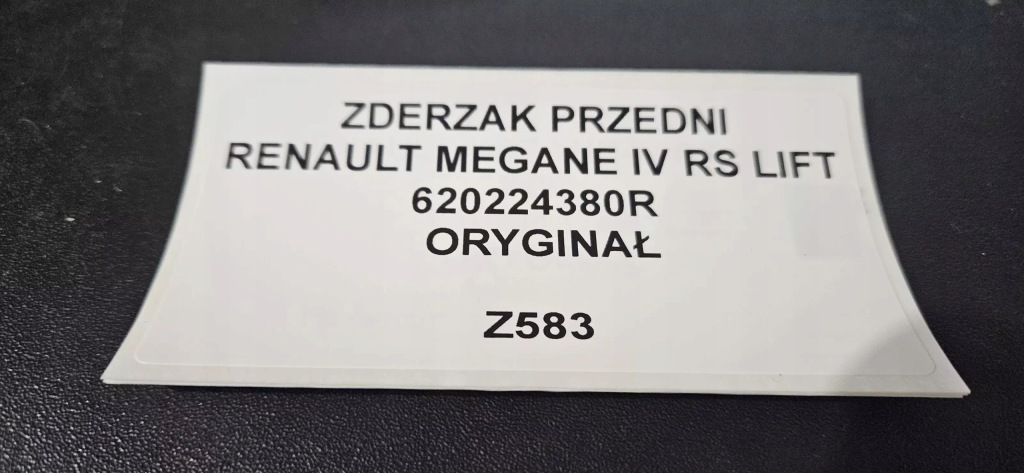 ZDERZAK PRZEDNI
RENAULT MEGANE IV RS LIFT
620224380R
ORYGINAŁ
Z583